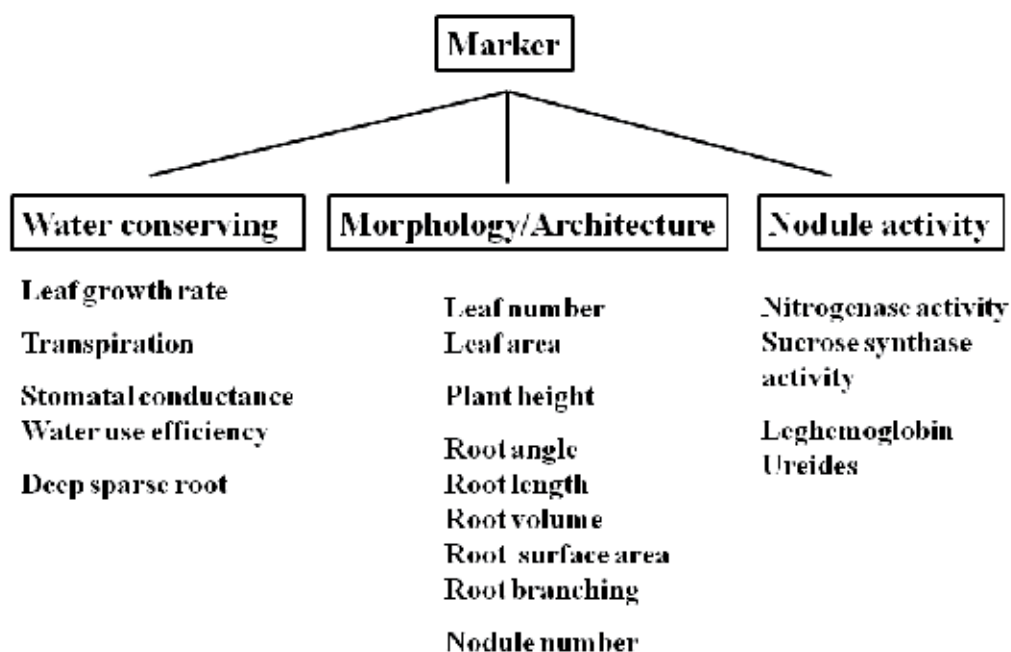 Marker
Water conserving
Leaf growth rate
Transpiration
Stomatal conductance
Water use efficiency
Deep sparse root
Morphology/Architecture
Leaf number
Leaf area
Plant height
Root angle
Root length
Root volume
Root surface area
Root branching
Nodule number
Nodule activity
Nitrogenase activity
Sucrose synthase
activity
Leghemoglobin
Ureides